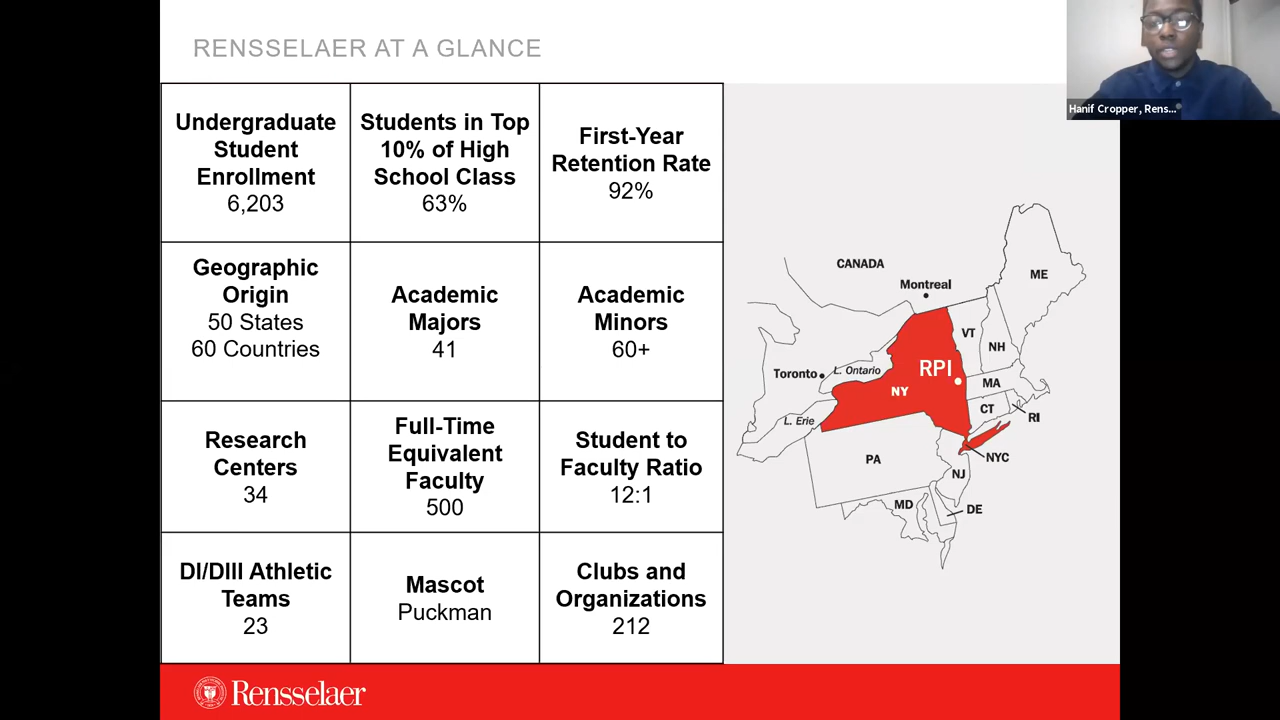 RENSSELAER AT A GLANCE
Hanif Cropper, Rens...
Undergraduate
Student
Enrollment
6,203
Students in Top
10% of High
School Class
63%
First-Year
Retention Rate
92%
Geographic
Origin
50 States
60 Countries
Academic
Majors
41
Academic
Minors
60+
Research
Centers
34
Full-Time
Equivalent
Faculty
500
Student to
Faculty Ratio
12:1
DI/DIII Athletic
Teams
23
Mascot
Puckman
Clubs and
Organizations
212
CANADA
Montreal
ME
VT
NH
Toronto
L. Ontario
RPI
NY
MA
CT
RI
L. Erie
NYC
PA
NJ
MD
DE
Rensselaer